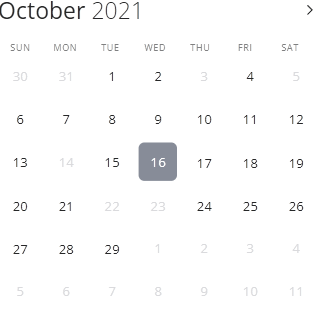 October 2021
SUN MON TUE WED THU FRI SAT
30 31 1 2 3 4 5
6 7 8 9 10 11 12
13 14 15 16 17 18 19
20 21 22 23 24 25 26
27 28 29 1 2 3 4
5 6 7 8 9 10 11